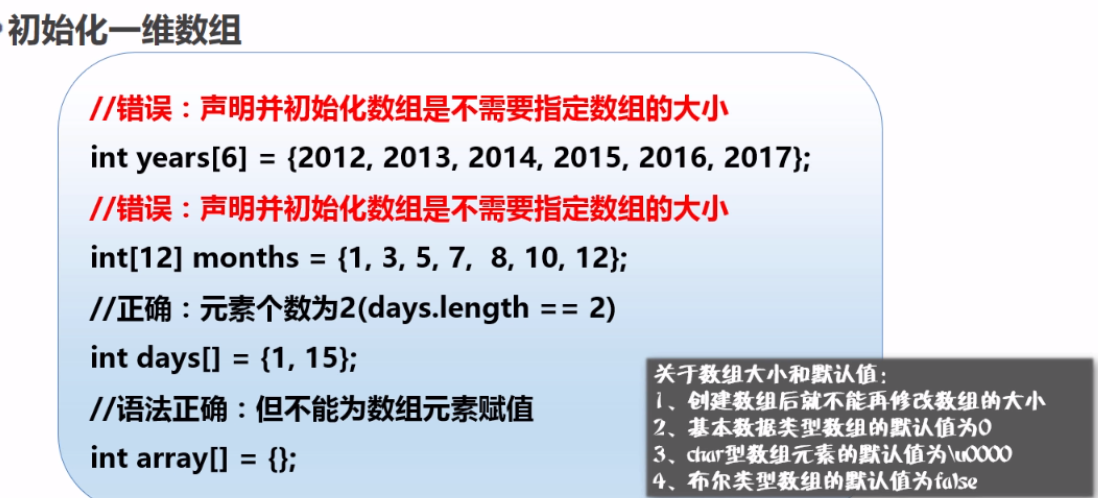 初始化一维数组
//错误：声明并初始化数组是不需要指定数组的大小
int years[6] = {2012, 2013, 2014, 2015, 2016, 2017};
//错误：声明并初始化数组是不需要指定数组的大小
int[12] months = {1, 3, 5, 7,  8, 10, 12};
//正确：元素个数为2(days.length == 2)
int days[] = {1, 15};
//语法正确：但不能为数组元素赋值
int array[] = {};
关于数组大小和默认值：
1、创建数组后就不能再修改数组的大小
2、基本数据类型数组的默认值为0
3、char型数组元素的默认值为\u0000
4、布尔类型数组的默认值为false